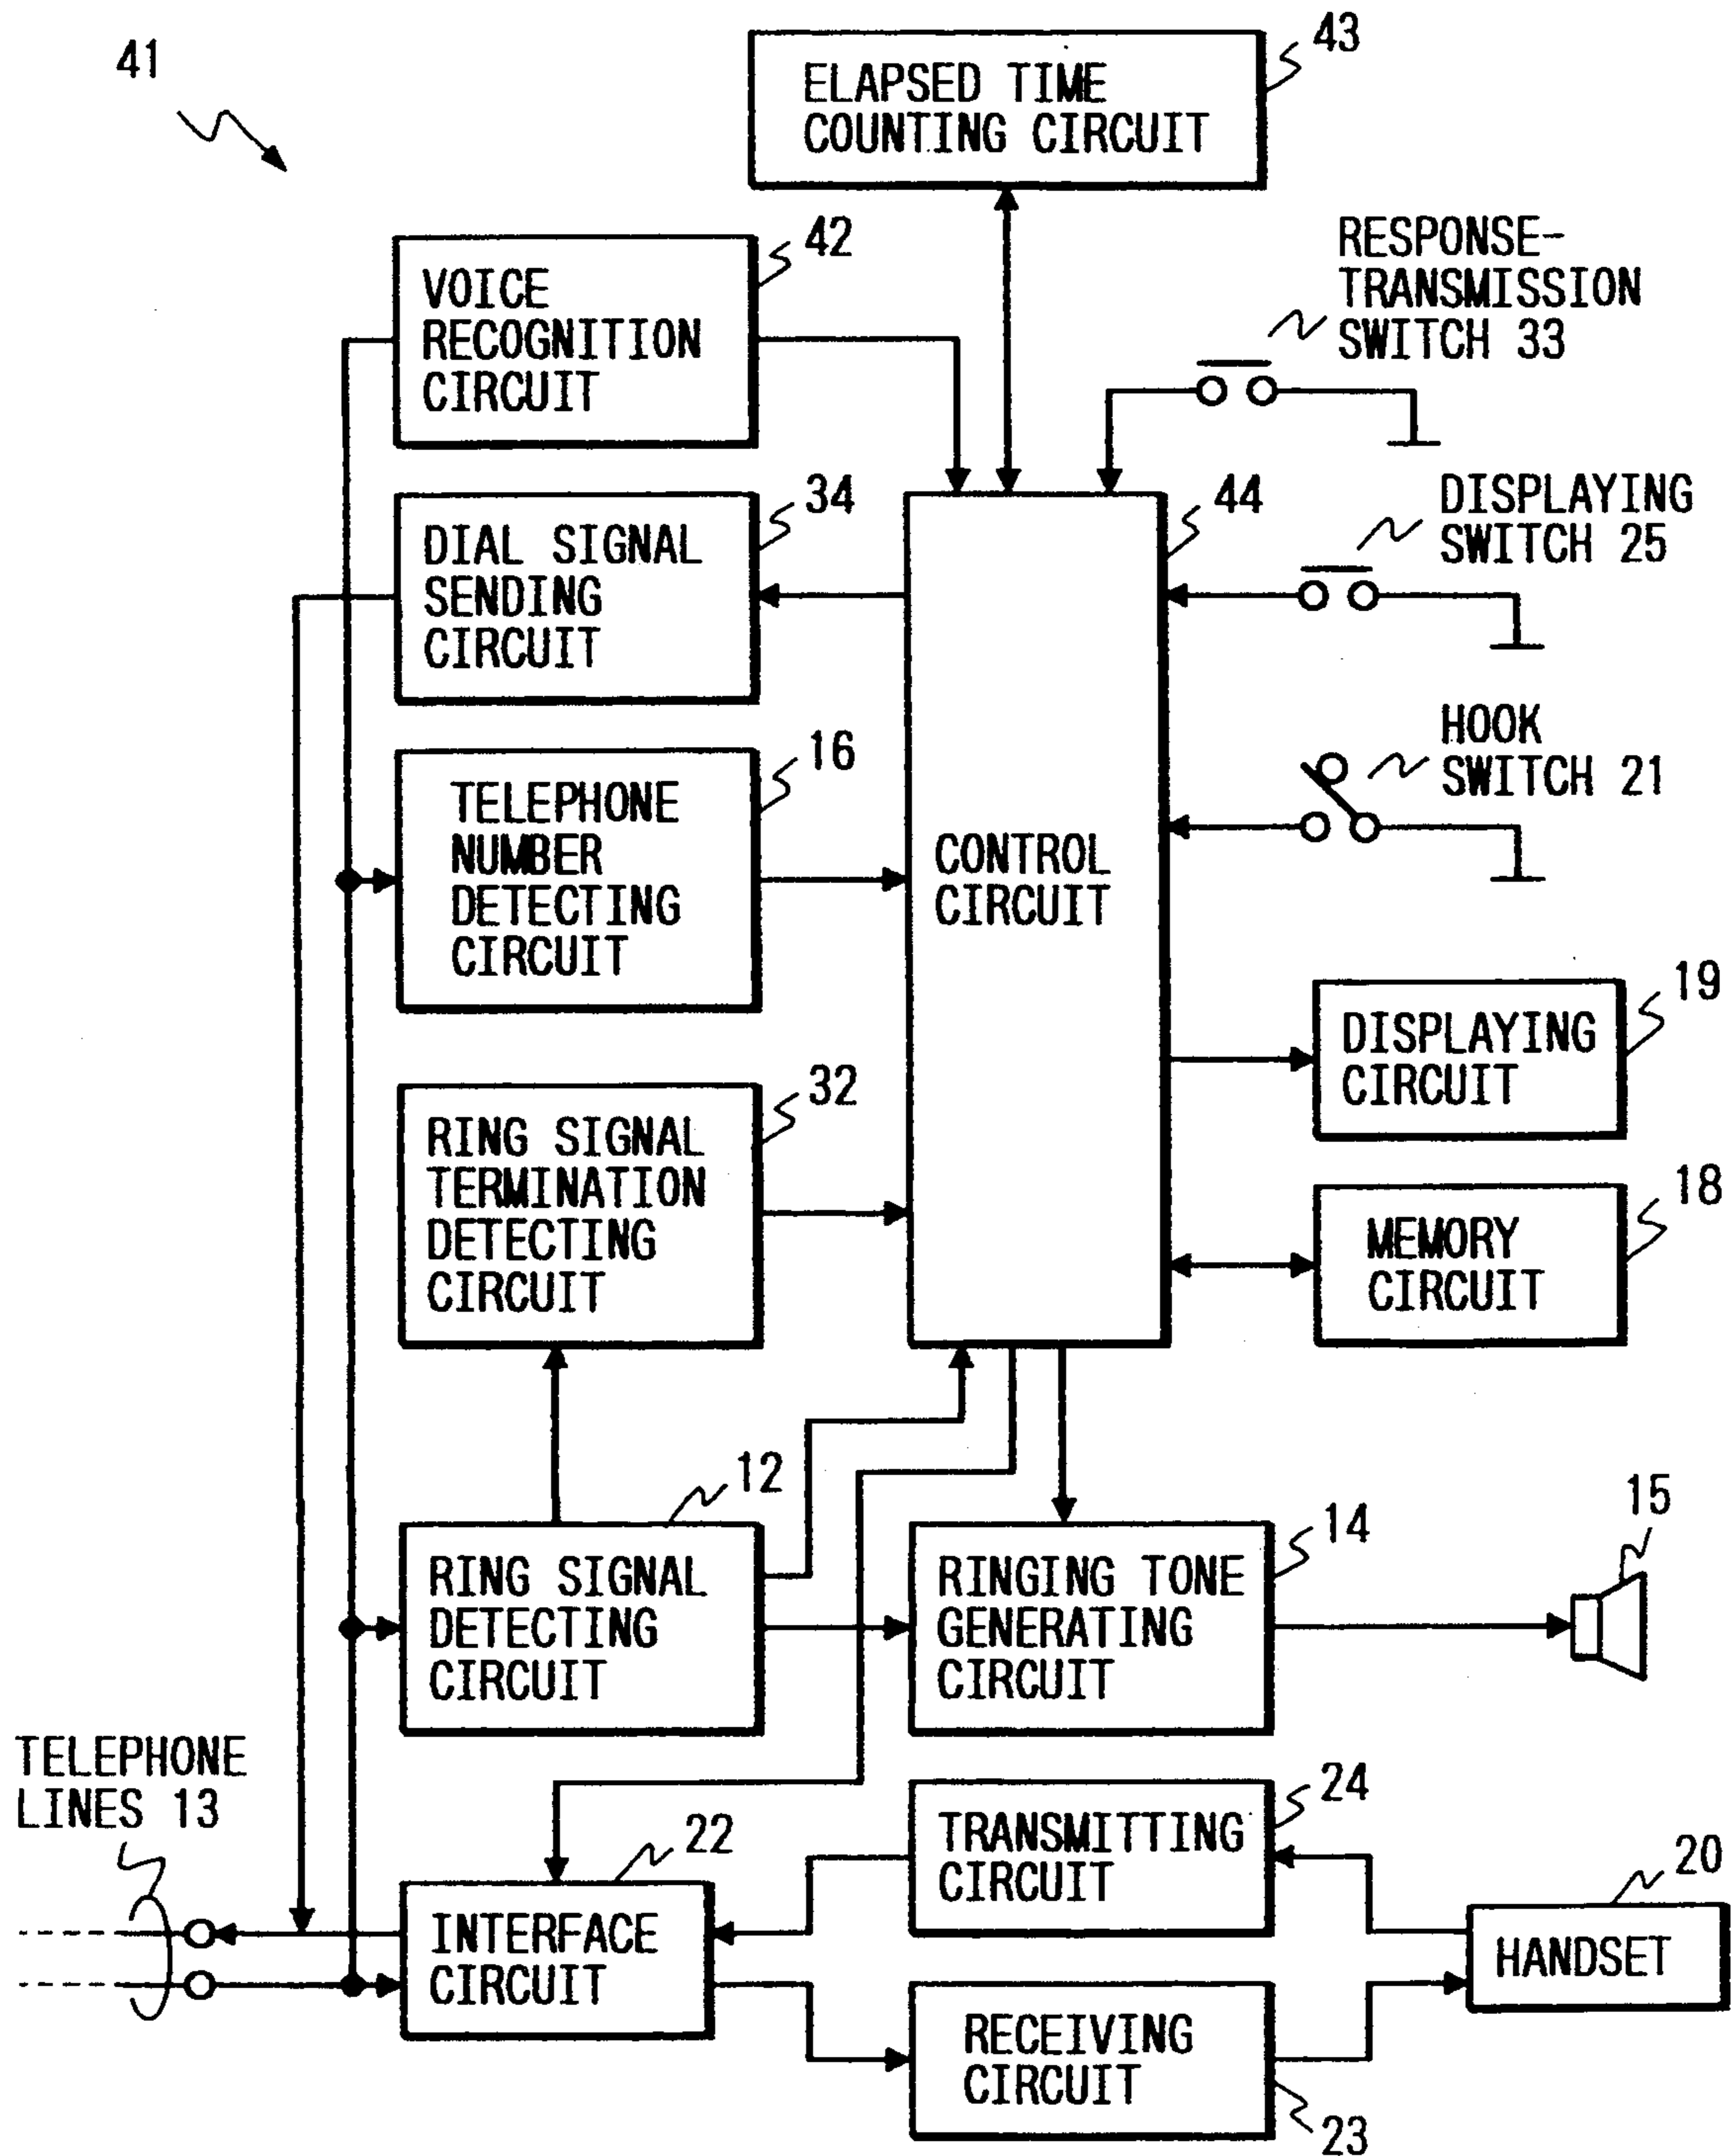 41
ELAPSED TIME
COUNTING CIRCUIT
43
VOICE
RECOGNITION
CIRCUIT
42
RESPONSE-
TRANSMISSION
SWITCH 33
DIAL SIGNAL
SENDING
CIRCUIT
34
44
DISPLAYING
SWITCH 25
TELEPHONE
NUMBER
DETECTING
CIRCUIT
16
HOOK
SWITCH 21
CONTROL
CIRCUIT
DISPLAYING
CIRCUIT
19
RING SIGNAL
TERMINATION
DETECTING
CIRCUIT
32
MEMORY
CIRCUIT
18
RING SIGNAL
DETECTING
CIRCUIT
12
RINGING TONE
GENERATING
CIRCUIT
14
15
TELEPHONE
LINES 13
INTERFACE
CIRCUIT
22
TRANSMITTING
CIRCUIT
24
HANDSET
20
RECEIVING
CIRCUIT
23